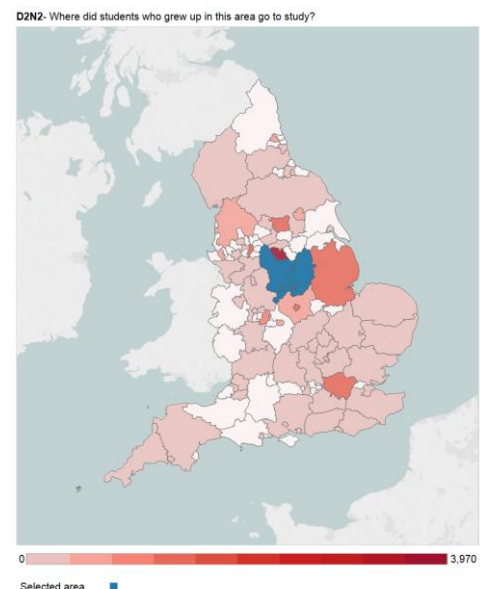 D2N2- Where did students who grew up in this area go to study?
0 3,970
Selected area